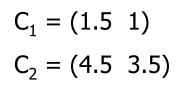 C₁ = (1.5 1)
C₂ = (4.5 3.5)